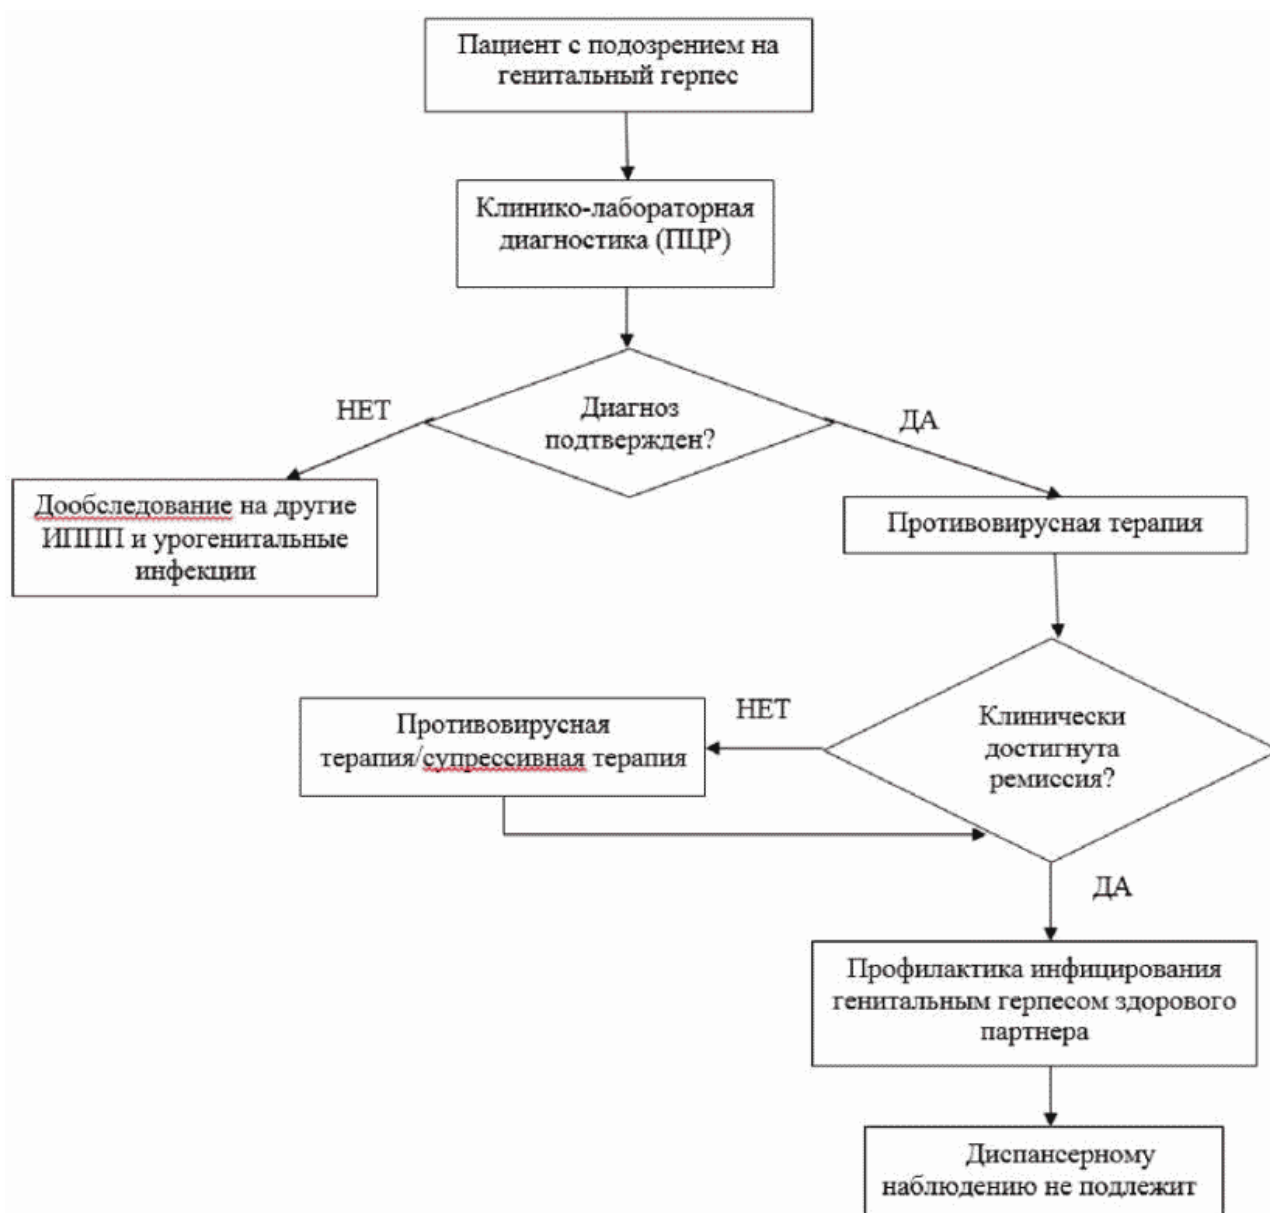 Пациент с подозрением на
генитальный герпес
Клинико-лабораторная
диагностика (ПЦР)
Диагноз
подтвержден?
НЕТ
ДА
Дообследование на другие
ИППП и урогенитальные
инфекции
Противовирусная терапия
Клинически
достигнута
ремиссия?
НЕТ
Противовирусная
терапия/супрессивная терапия
ДА
Профилактика инфицирования
генитальным герпесом здорового
партнера
Диспансерному
наблюдению не подлежит